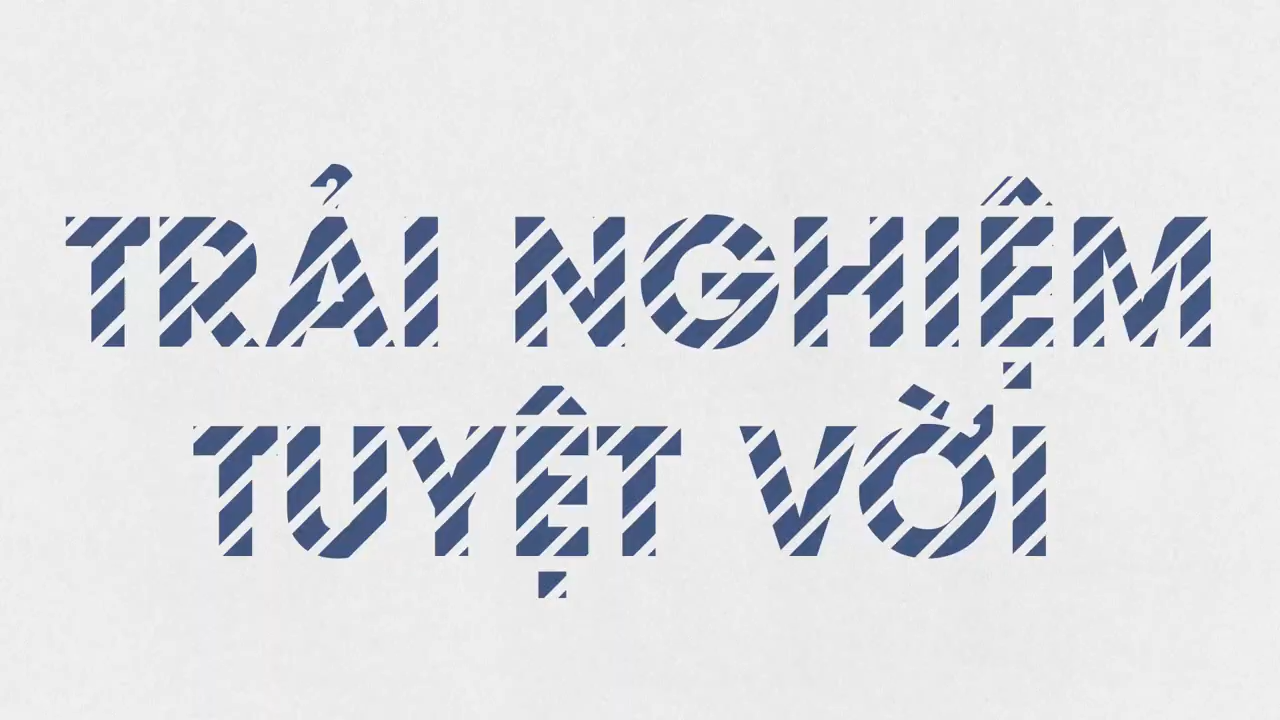 TRẢI NGHIỆM
TUYỆT VỜI